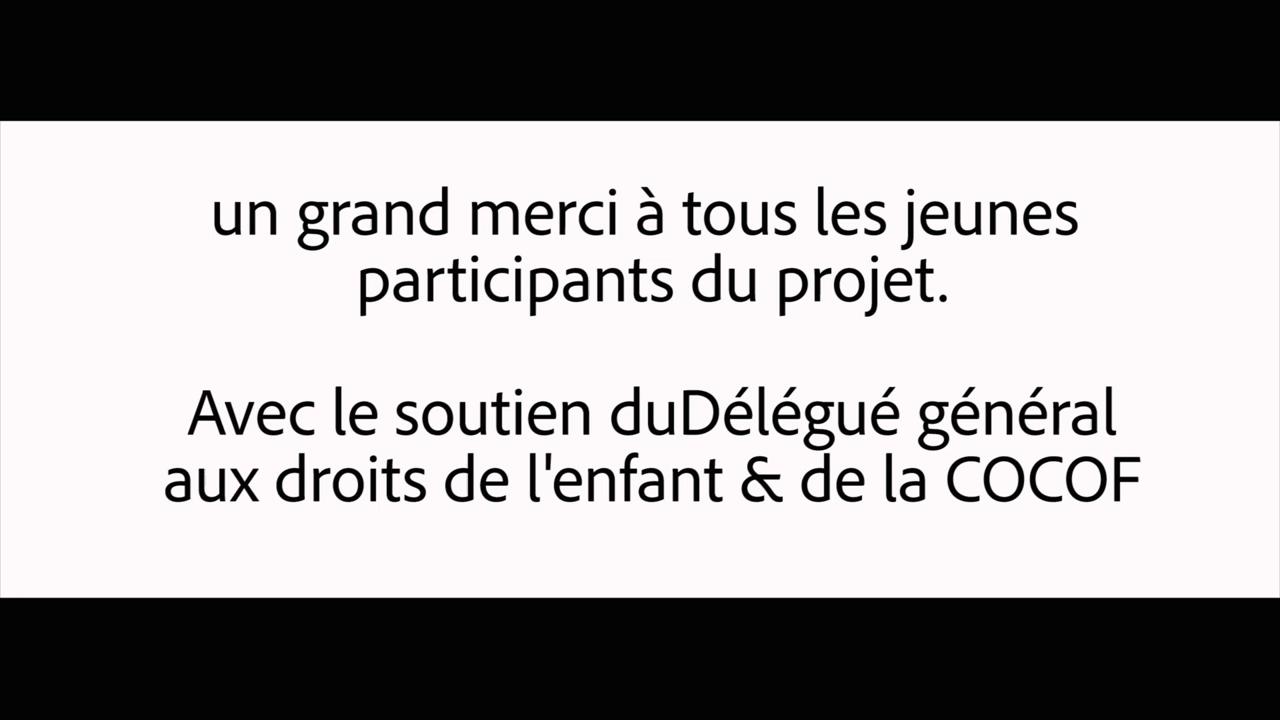 un grand merci à tous les jeunes
participants du projet.
Avec le soutien duDélégué général
aux droits de l'enfant & de la COCOF